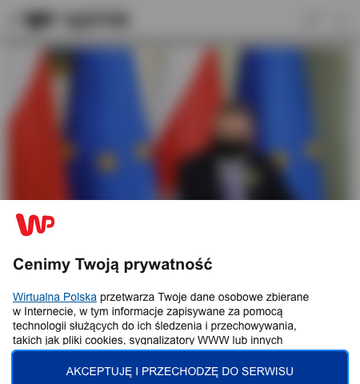 WP
Cenimy Twoją prywatność
Wirtualna Polska przetwarza Twoje dane osobowe zbierane
w Internecie, w tym informacje zapisywane za pomocą
technologii służących do ich śledzenia i przechowywania,
takich jak pliki cookies, sygnalizatory WWW lub innych
AKCEPTUJĘ I PRZECHODZĘ DO SERWISU